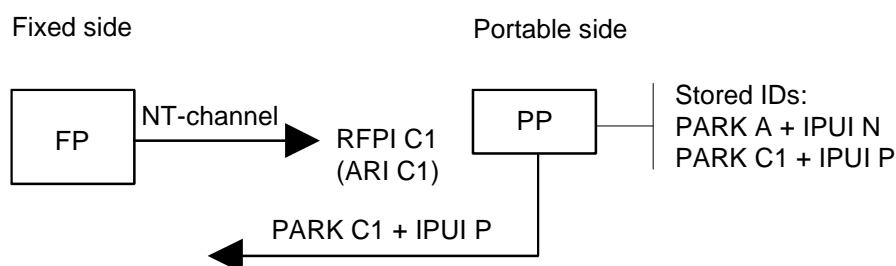 Fixed side
Portable side
FP
NT-channel
RFPI C1
(ARI C1)
PP
Stored IDs:
PARK A + IPUI N
PARK C1 + IPUI P
PARK C1 + IPUI P